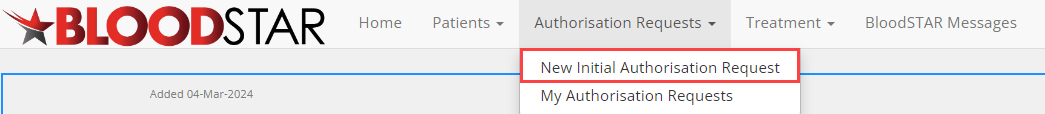 BLOODSTAR Home Patients Authorisation Requests Treatment BloodSTAR Messages
New Initial Authorisation Request
Added 04-Mar-2024 My Authorisation Requests